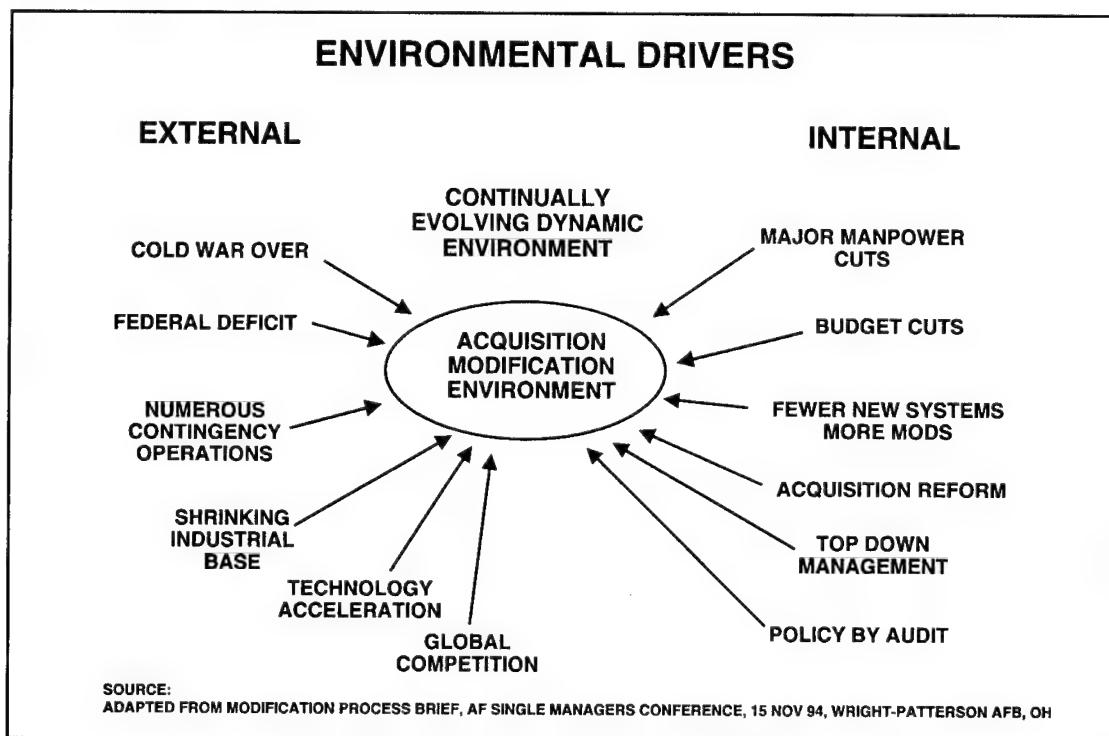 ENVIRONMENTAL DRIVERS
EXTERNAL
INTERNAL
CONTINUALLY
EVOLVING DYNAMIC
ENVIRONMENT
COLD WAR OVER
FEDERAL DEFICIT
NUMEROUS
CONTINGENCY
OPERATIONS
SHRINKING
INDUSTRIAL
BASE
TECHNOLOGY
ACCELERATION
GLOBAL
COMPETITION
ACQUISITION
MODIFICATION
ENVIRONMENT
MAJOR MANPOWER
CUTS
BUDGET CUTS
FEWER NEW SYSTEMS
MORE MODS
ACQUISITION REFORM
TOP DOWN
MANAGEMENT
POLICY BY AUDIT
SOURCE:
ADAPTED FROM MODIFICATION PROCESS BRIEF, AF SINGLE MANAGERS CONFERENCE, 15 NOV 94, WRIGHT-PATTERSON AFB, OH